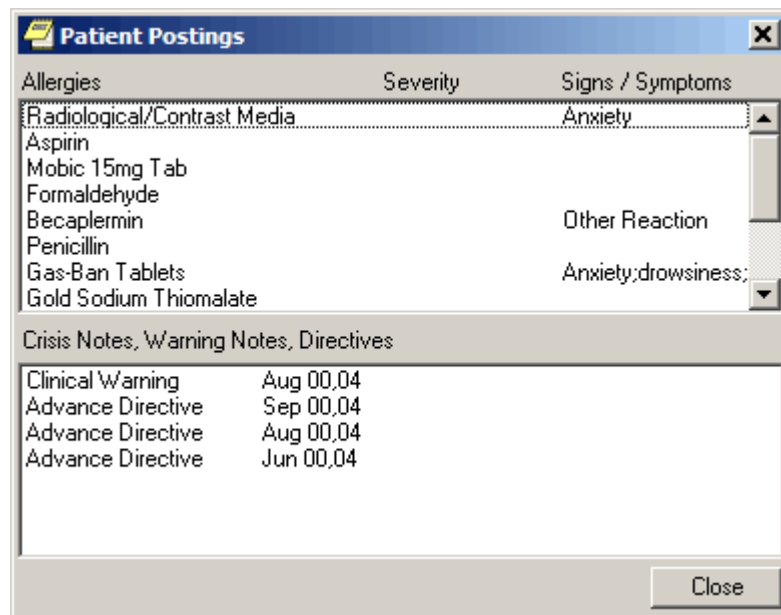 Patient Postings
Allergies Severity Signs / Symptoms
Radiological/Contrast Media Anxiety
Aspirin
Mobic 15mg Tab
Formaldehyde
Becaplermin Other Reaction
Penicillin
Gas-Ban Tablets Anxiety;drowsiness;
Gold Sodium Thiomalate
Crisis Notes, Warning Notes, Directives
Clinical Warning Aug 00,04
Advance Directive Sep 00,04
Advance Directive Aug 00,04
Advance Directive Jun 00,04
Close